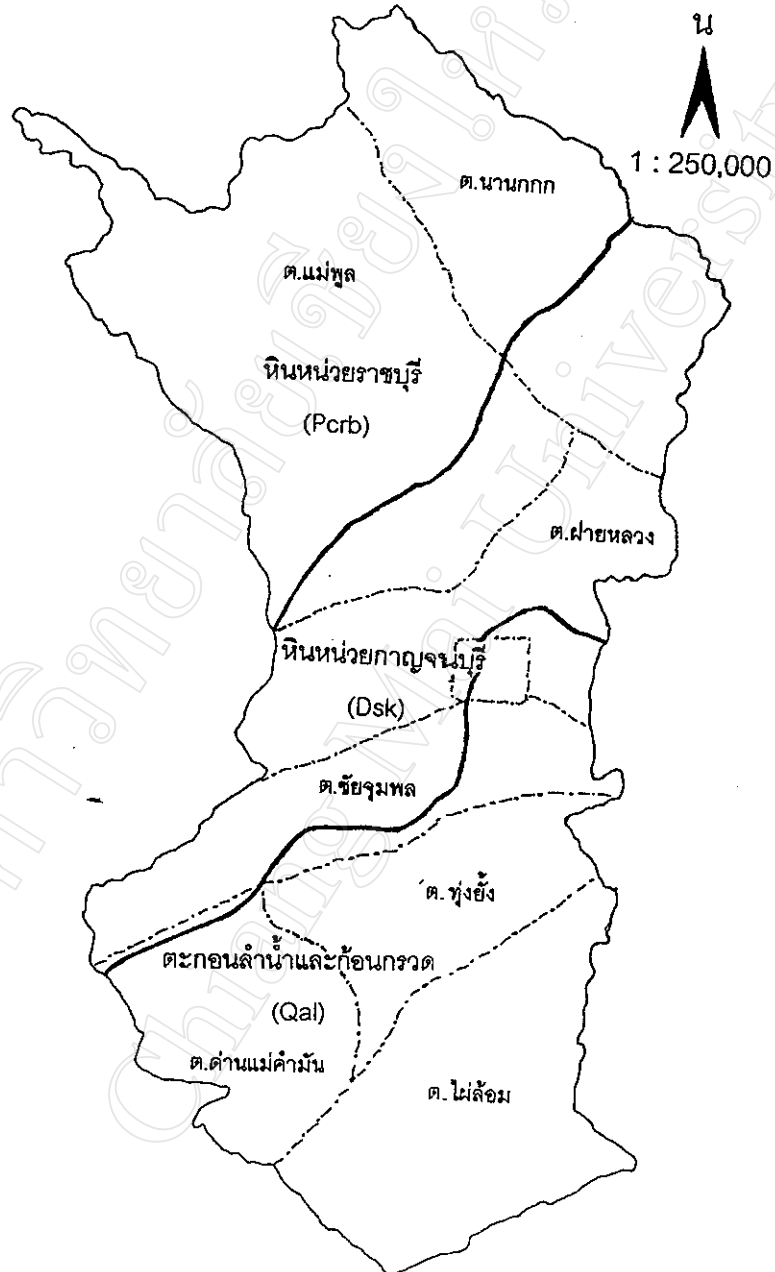 น
1 : 250,000
ต.นานกกก
ต.แม่พูล
หินหน่วยราชบุรี
(Pcrb)
ต.ฝายหลวง
หินหน่วยกาญจนบุรี
(Dsk)
ต.ชัยจุมพล
ต.ทุ่งยั้ง
ตะกอนลำน้ำและก้อนกรวด
(Qal)
ต.ด่านแม่คำมัน
ต.ไผ่ล้อม
Chiang Mai University